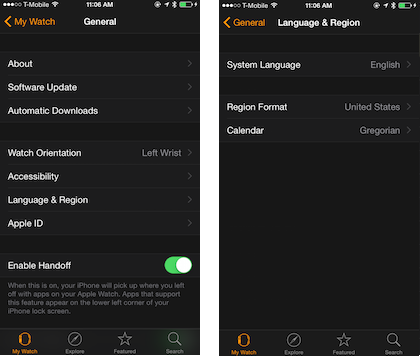 T-Mobile 11:06 AM
My Watch General
About
Software Update
Automatic Downloads
Watch Orientation Left Wrist
Accessibility
Language & Region
Apple ID
Enable Handoff
When this is on, your iPhone will pick up where you
left off with apps on your Apple Watch. Apps that support
this feature appear on the lower left corner of your
iPhone lock screen.
My Watch Explore Featured Search
T-Mobile 11:06 AM
General Language & Region
System Language English
Region Format United States
Calendar Gregorian
My Watch Explore Featured Search